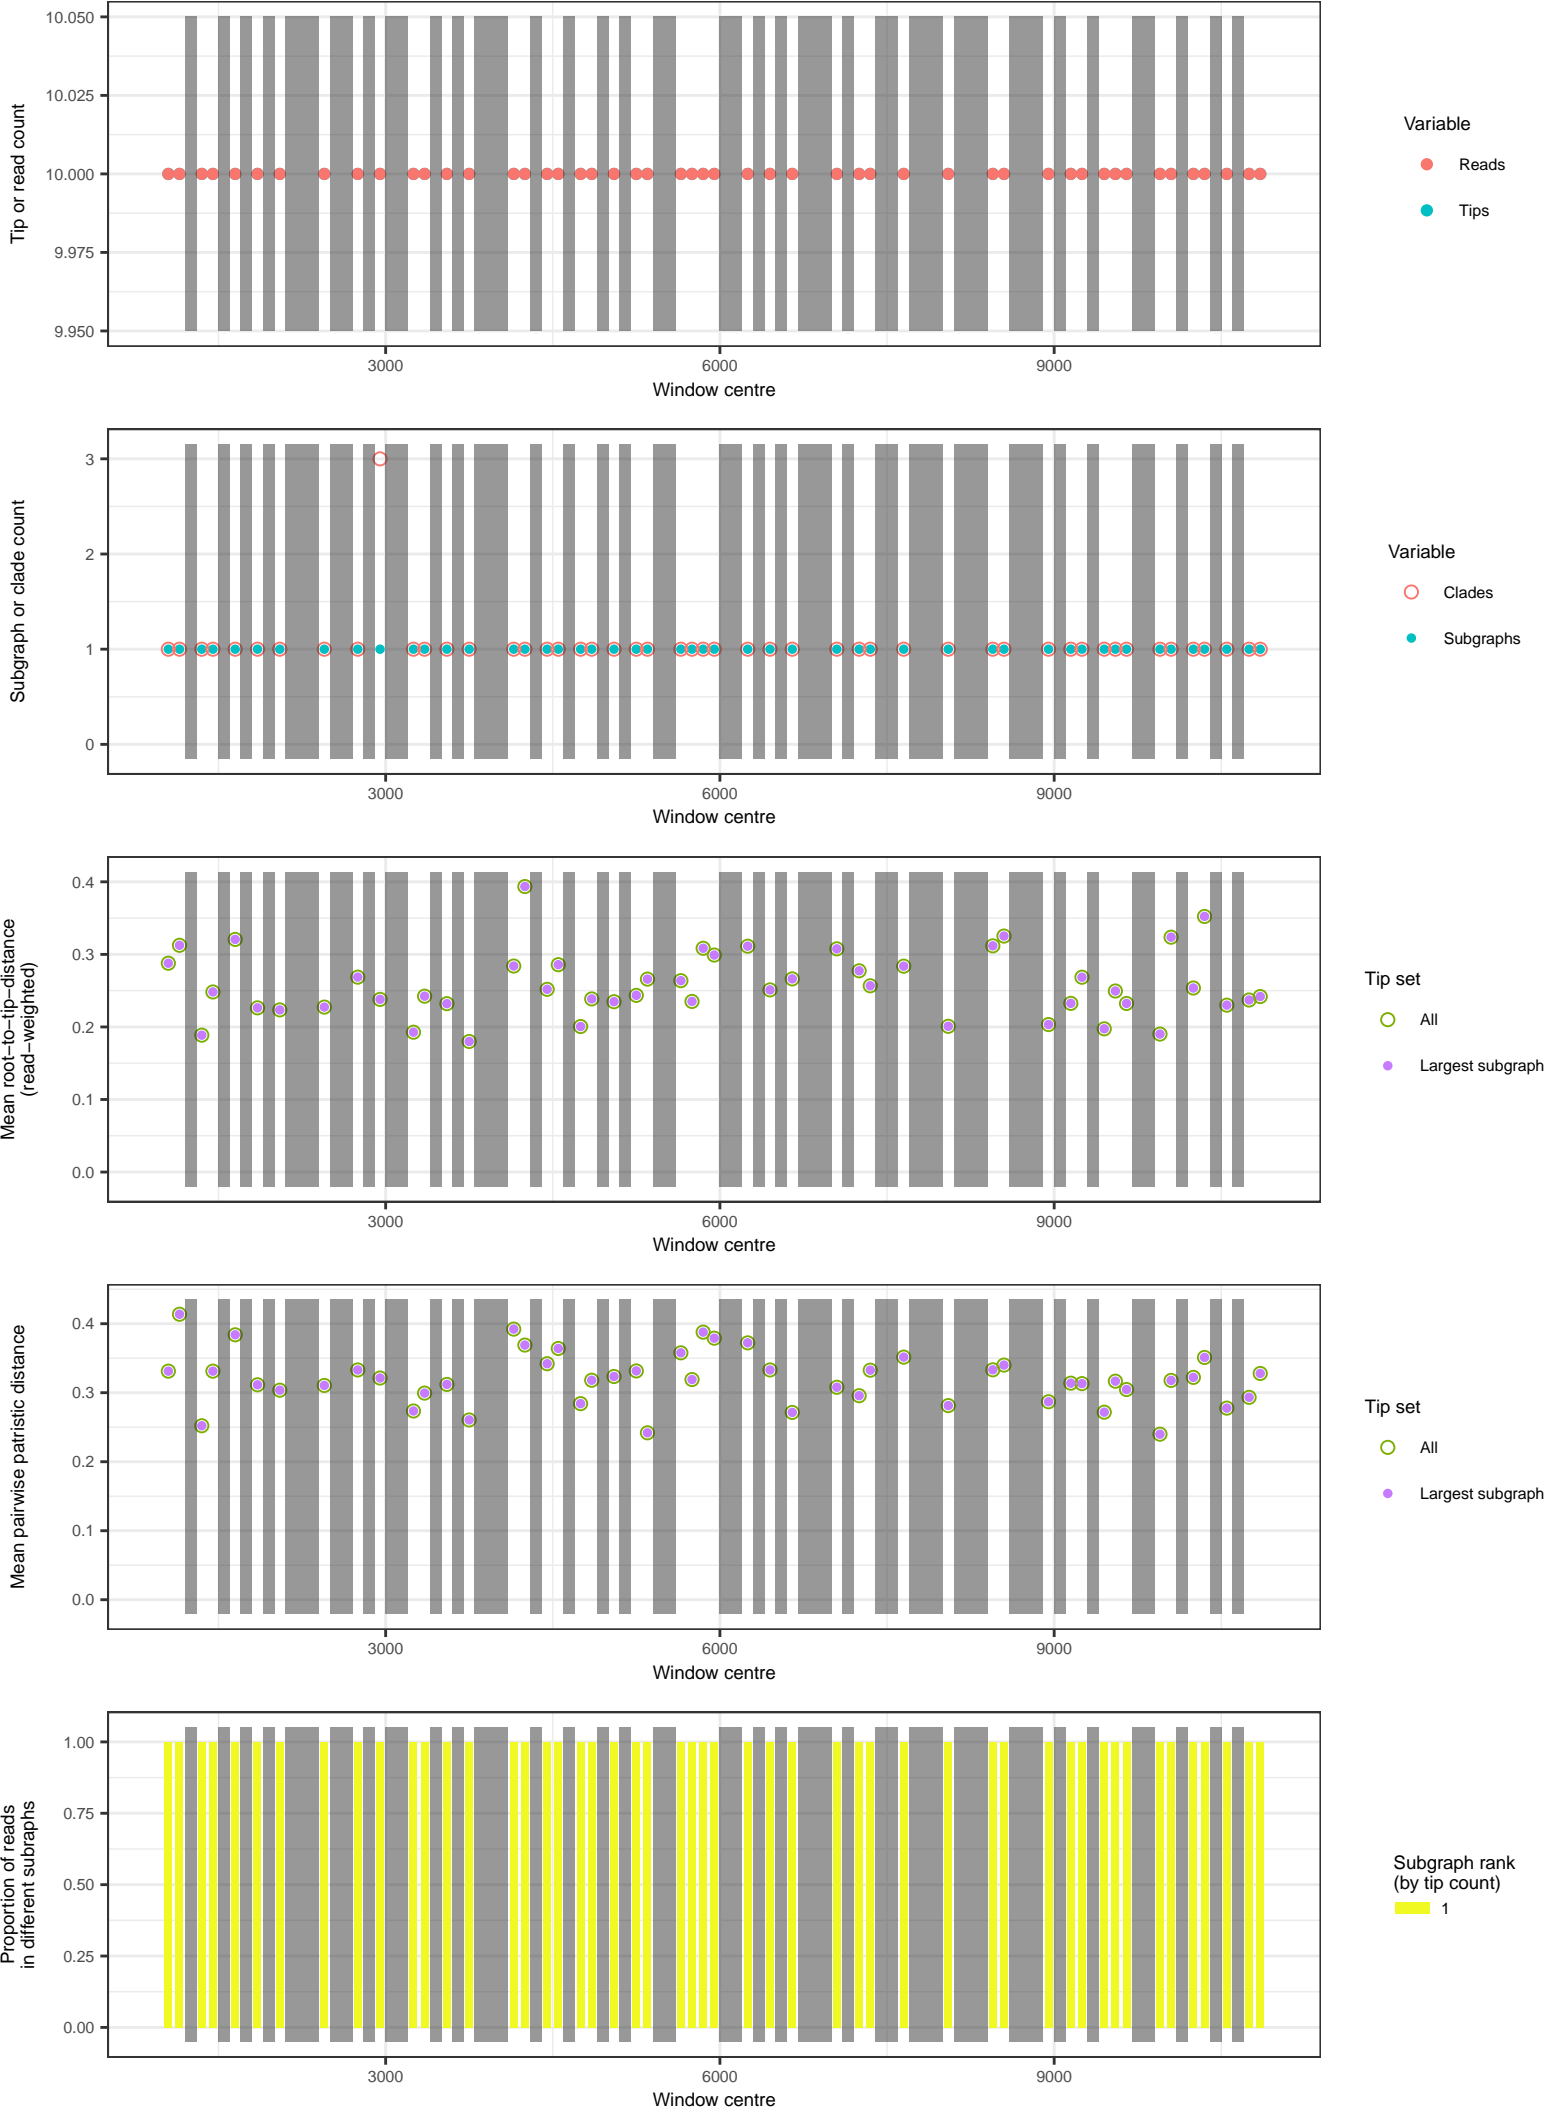 10.050
10.025
10.000
9.975
9.950
Tip or read count
3000
6000
9000
Window centre
Variable
Reads
Tips
3
2
1
0
Subgraph or clade count
3000
6000
9000
Window centre
Variable
Clades
Subgraphs
0.4
0.3
0.2
0.1
0.0
Mean root−to−tip−distance
(read−weighted)
3000
6000
9000
Window centre
Tip set
All
Largest subgraph
0.4
0.3
0.2
0.1
0.0
Mean pairwise patristic distance
3000
6000
9000
Window centre
Tip set
All
Largest subgraph
1.00
0.75
0.50
0.25
0.00
Proportion of reads
in different subraphs
3000
6000
9000
Window centre
Subgraph rank
(by tip count)
1